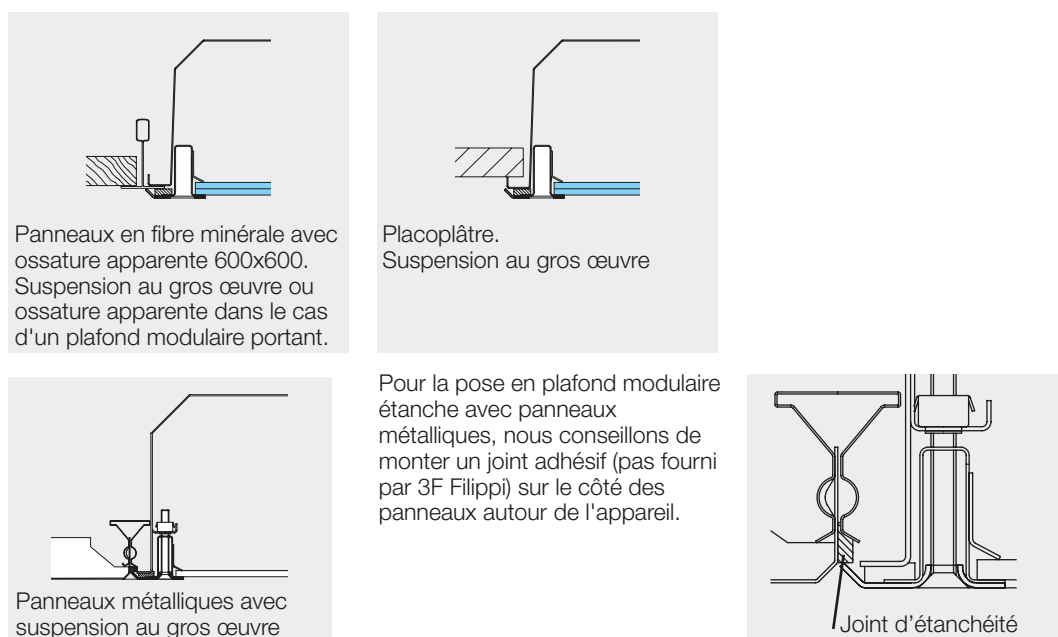 Panneaux en fibre minérale avec
ossature apparente 600x600.
Suspension au gros œuvre ou
ossature apparente dans le cas
d'un plafond modulaire portant.
Placoplâtre.
Suspension au gros œuvre
Panneaux métalliques avec
suspension au gros œuvre
Pour la pose en plafond modulaire
étanche avec panneaux
métalliques, nous conseillons de
monter un joint adhésif (pas fourni
par 3F Filippi) sur le côté des
panneaux autour de l'appareil.
Joint d’étanchéité